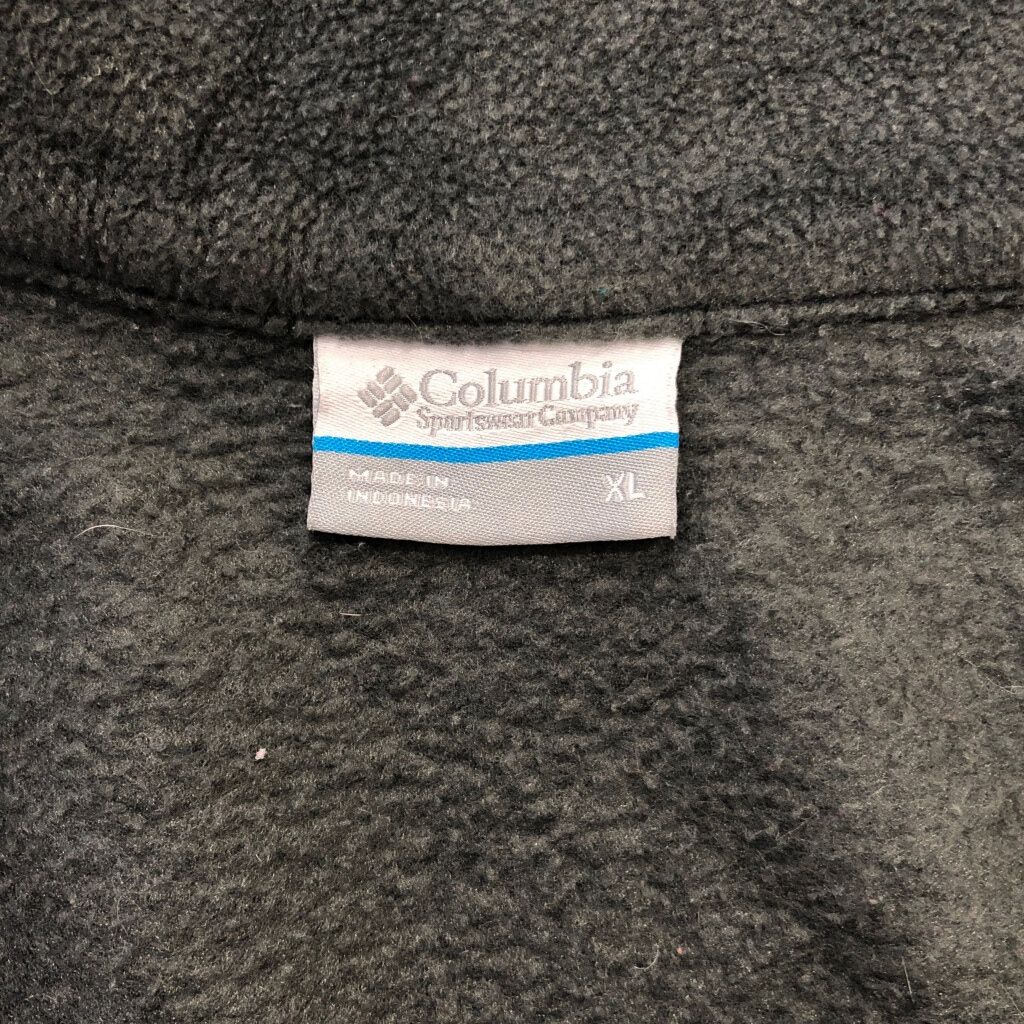 Columbia
Sportswear Company
MADE IN
INDONESIA
XL